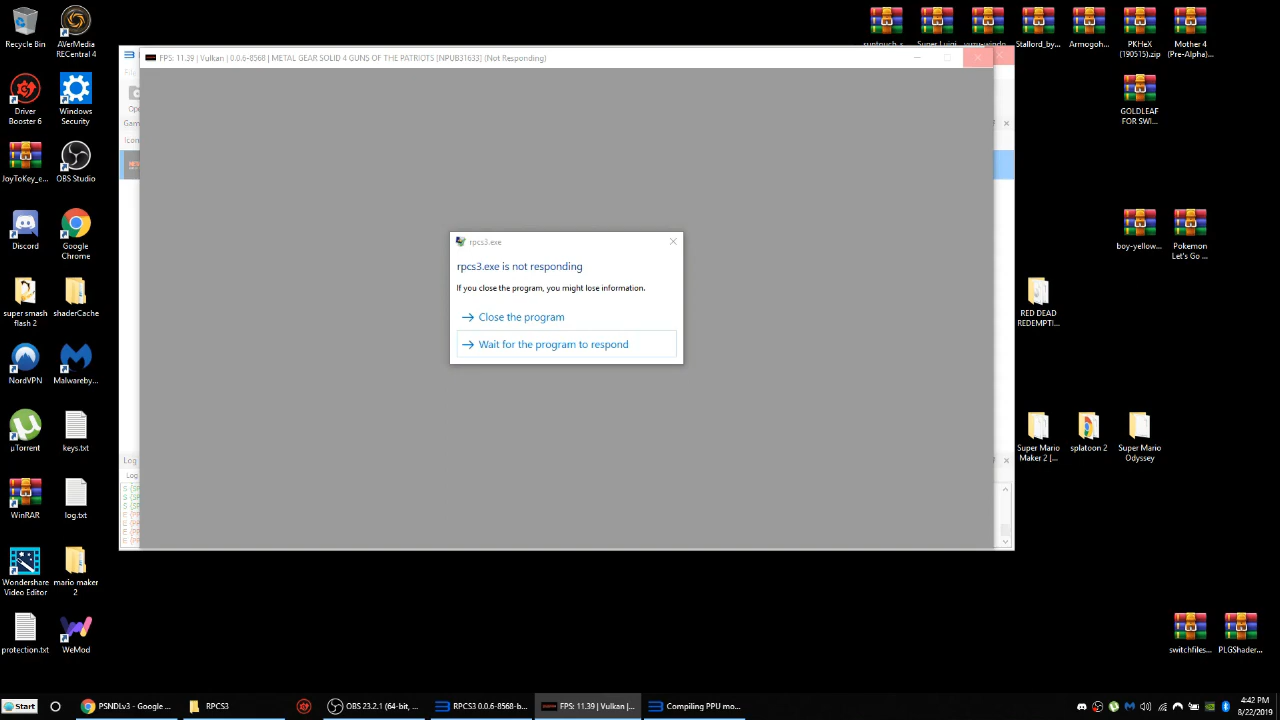 Recycle Bin
AVerMedia
RECentral 4
Super Luigi
Stalford_by...
Armogoh...
PKHeX
(190515).zip
Mother 4
(Pre-Alpha)...
FPS: 11.39 | Vulkan | 0.0.6-8568 | METAL GEAR SOLID 4 GUNS OF THE PATRIOTS [NPUB31633] (Not Responding)
Driver
Booster 6
Windows
Security
GOLDLEAF
FOR SWI...
JoyToKey_e...
OBS Studio
Discord
Google
Chrome
rpcs3.exe
rpcs3.exe is not responding
If you close the program, you might lose information.
Close the program
Wait for the program to respond
boy-yellow...
Pokemon
Let's Go ...
super smash
flash 2
shaderCache
RED DEAD
REDEMPTI...
NordVPN
Malwareby...
µTorrent
keys.txt
Super Mario
Maker 2 [...
splatoon 2
Super Mario
Odyssey
Log
Log
WinRAR
log.txt
Wondershare
Video Editor
mario maker
2
protection.txt
WeMod
switchfiles...
PLGShader...
Start
PSNDLv3 - Google ...
RPCS3
OBS 23.2.1 (64-bit, ...
RPCS3 0.0.6-8568-b...
FPS: 11.39 | Vulkan |...
Compiling PPU mo...
4:42 PM
8/22/2019